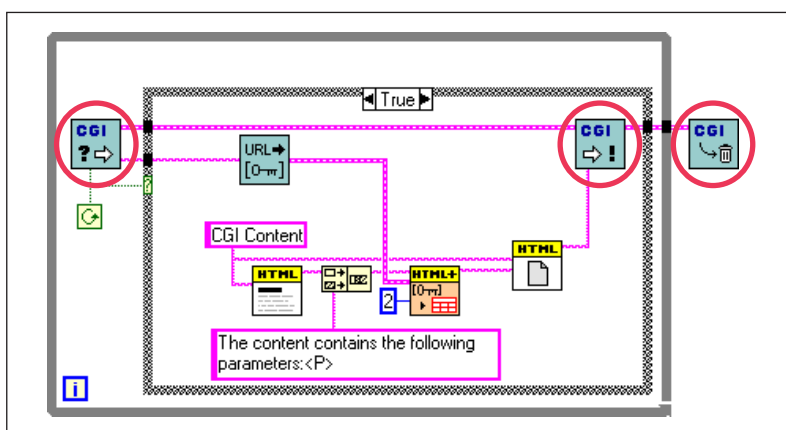 True
CGI
?
URL
[O-m]
CGI
!
CGI
?
CGI Content
HTML
HTML+
[O-m]
2
HTML
The content contains the following
parameters:<P>
i